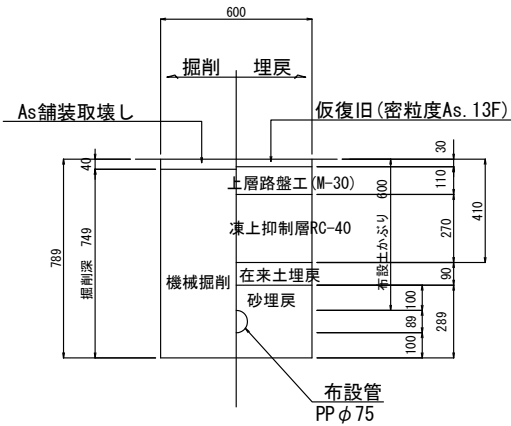 600
掘削 埋戻
As舗装取壊し
仮復旧(密粒度As.13F)
40
30
上層路盤工(M-30)
110
600
布設土かぶり
410
凍上抑制層RC-40
270
789
掘削深 749
機械掘削
在来土埋戻
90
砂埋戻
100
89
289
100
布設管
PPφ75